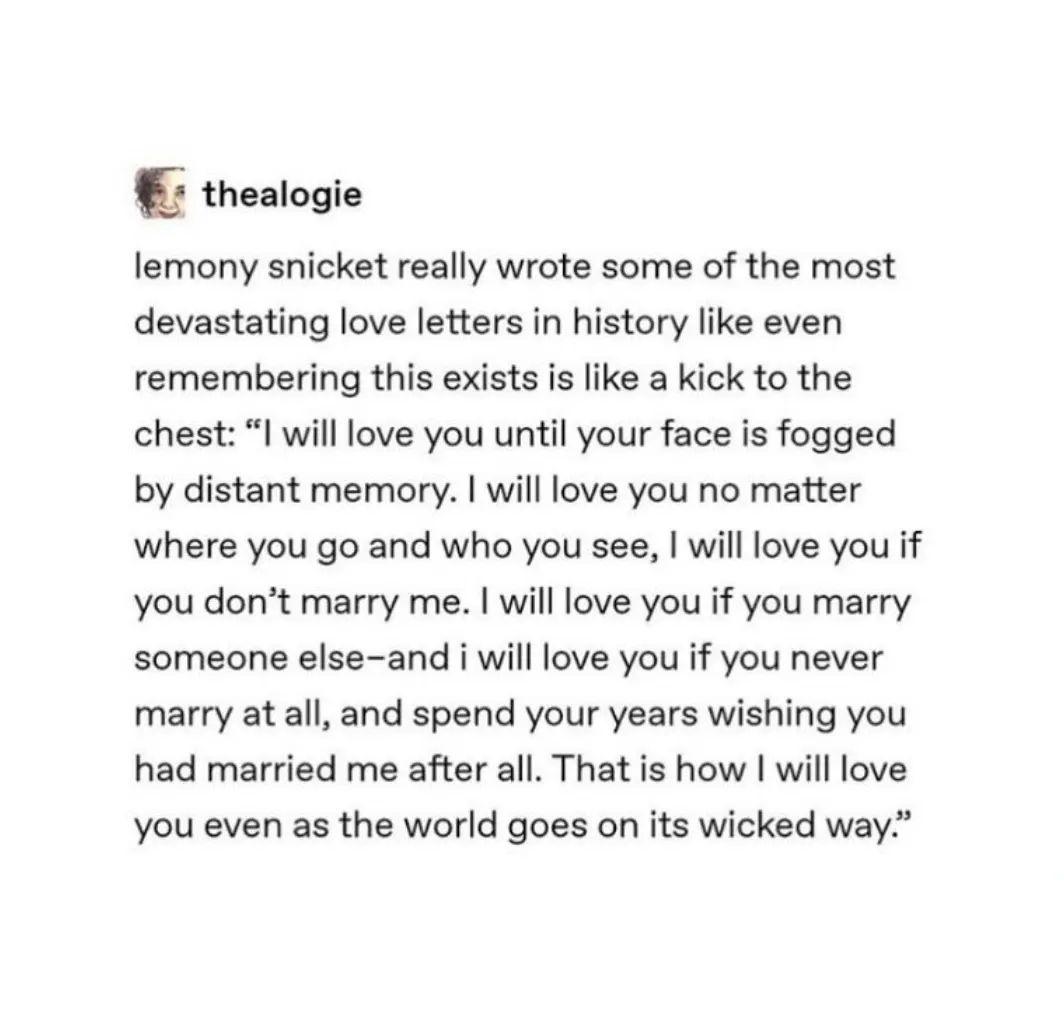 thealogie
lemony snicket really wrote some of the most
devastating love letters in history like even
remembering this exists is like a kick to the
chest: “I will love you until your face is fogged
by distant memory. I will love you no matter
where you go and who you see, I will love you if
you don’t marry me. I will love you if you marry
someone else–and i will love you if you never
marry at all, and spend your years wishing you
had married me after all. That is how I will love
you even as the world goes on its wicked way.”